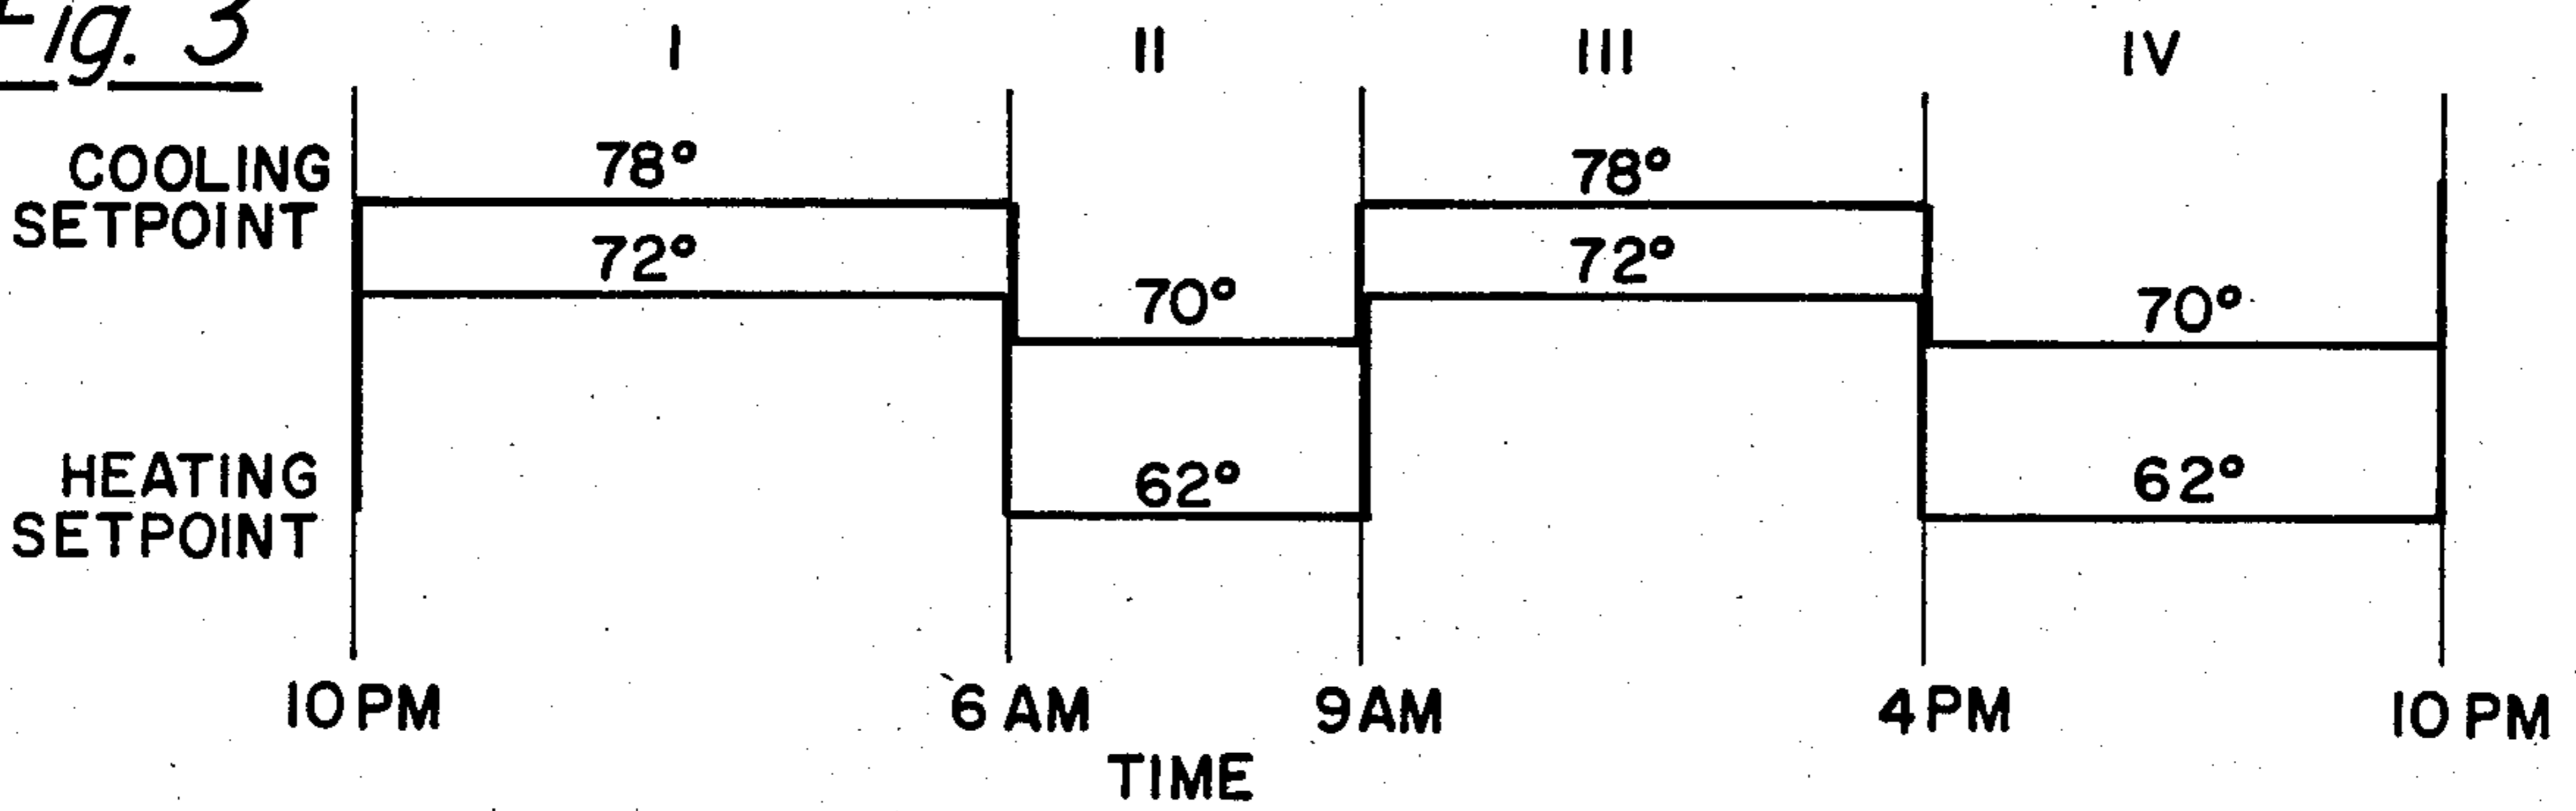 Fig. 3
I II III IV
COOLING
SETPOINT
78° 78°
72° 72°
70° 70°
HEATING
SETPOINT
62° 62°
10 PM 6 AM 9 AM 4 PM 10 PM
TIME